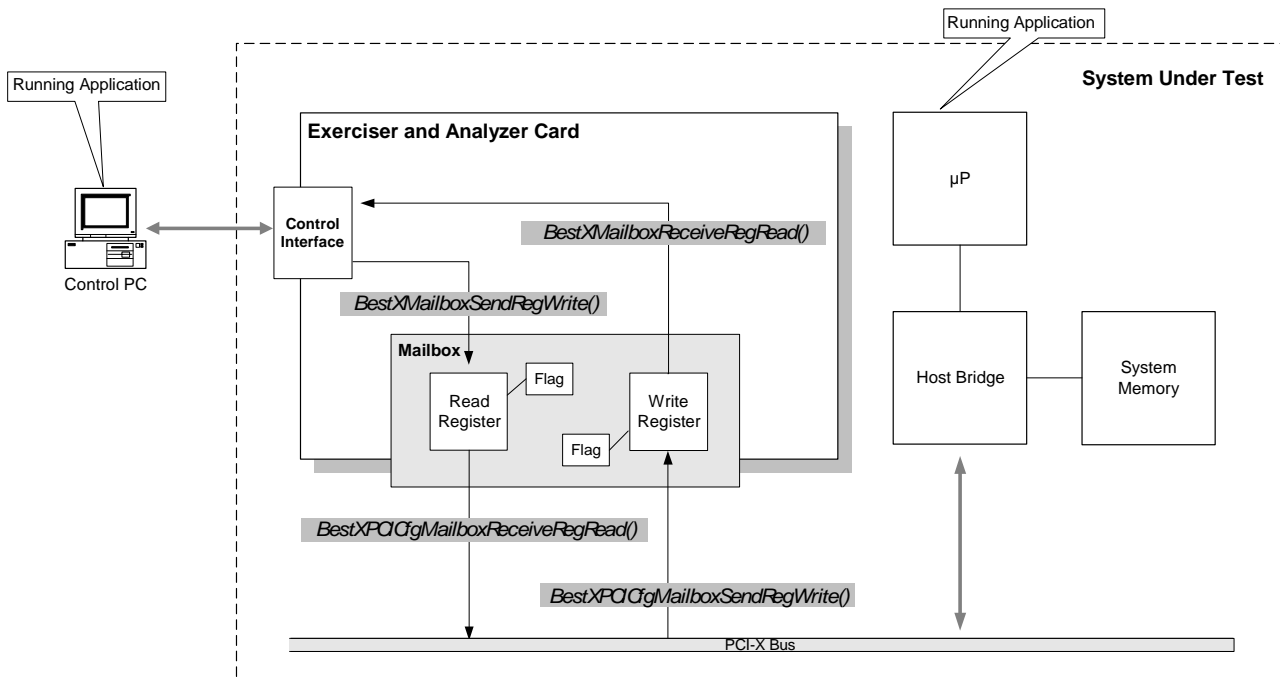 Running Application
System Under Test
Running Application
Exerciser and Analyzer Card
µP
Control
Interface
BestXMailboxReceiveRegRead()
Control PC
BestXMailboxSendRegWrite()
Mailbox
Flag
Read
Register
Write
Register
Flag
Host Bridge
System
Memory
BestXPCICfgMailboxReceiveRegRead()
BestXPCICfgMailboxSendRegWrite()
PCI-X Bus